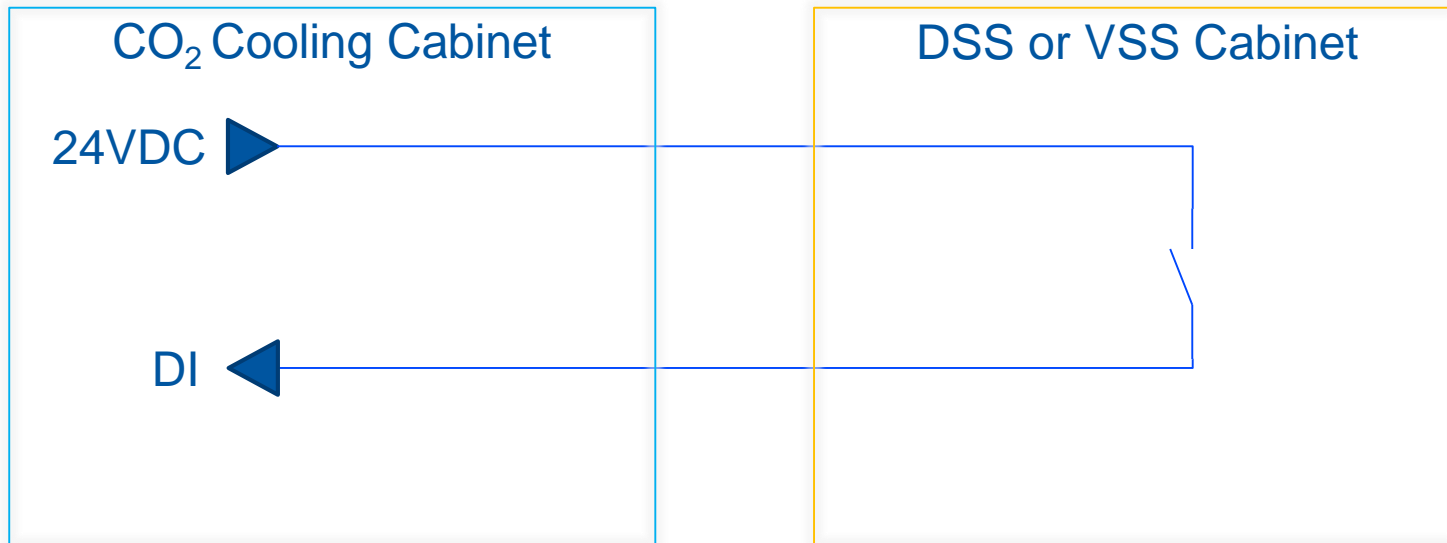 CO₂ Cooling Cabinet
DSS or VSS Cabinet
24VDC
DI